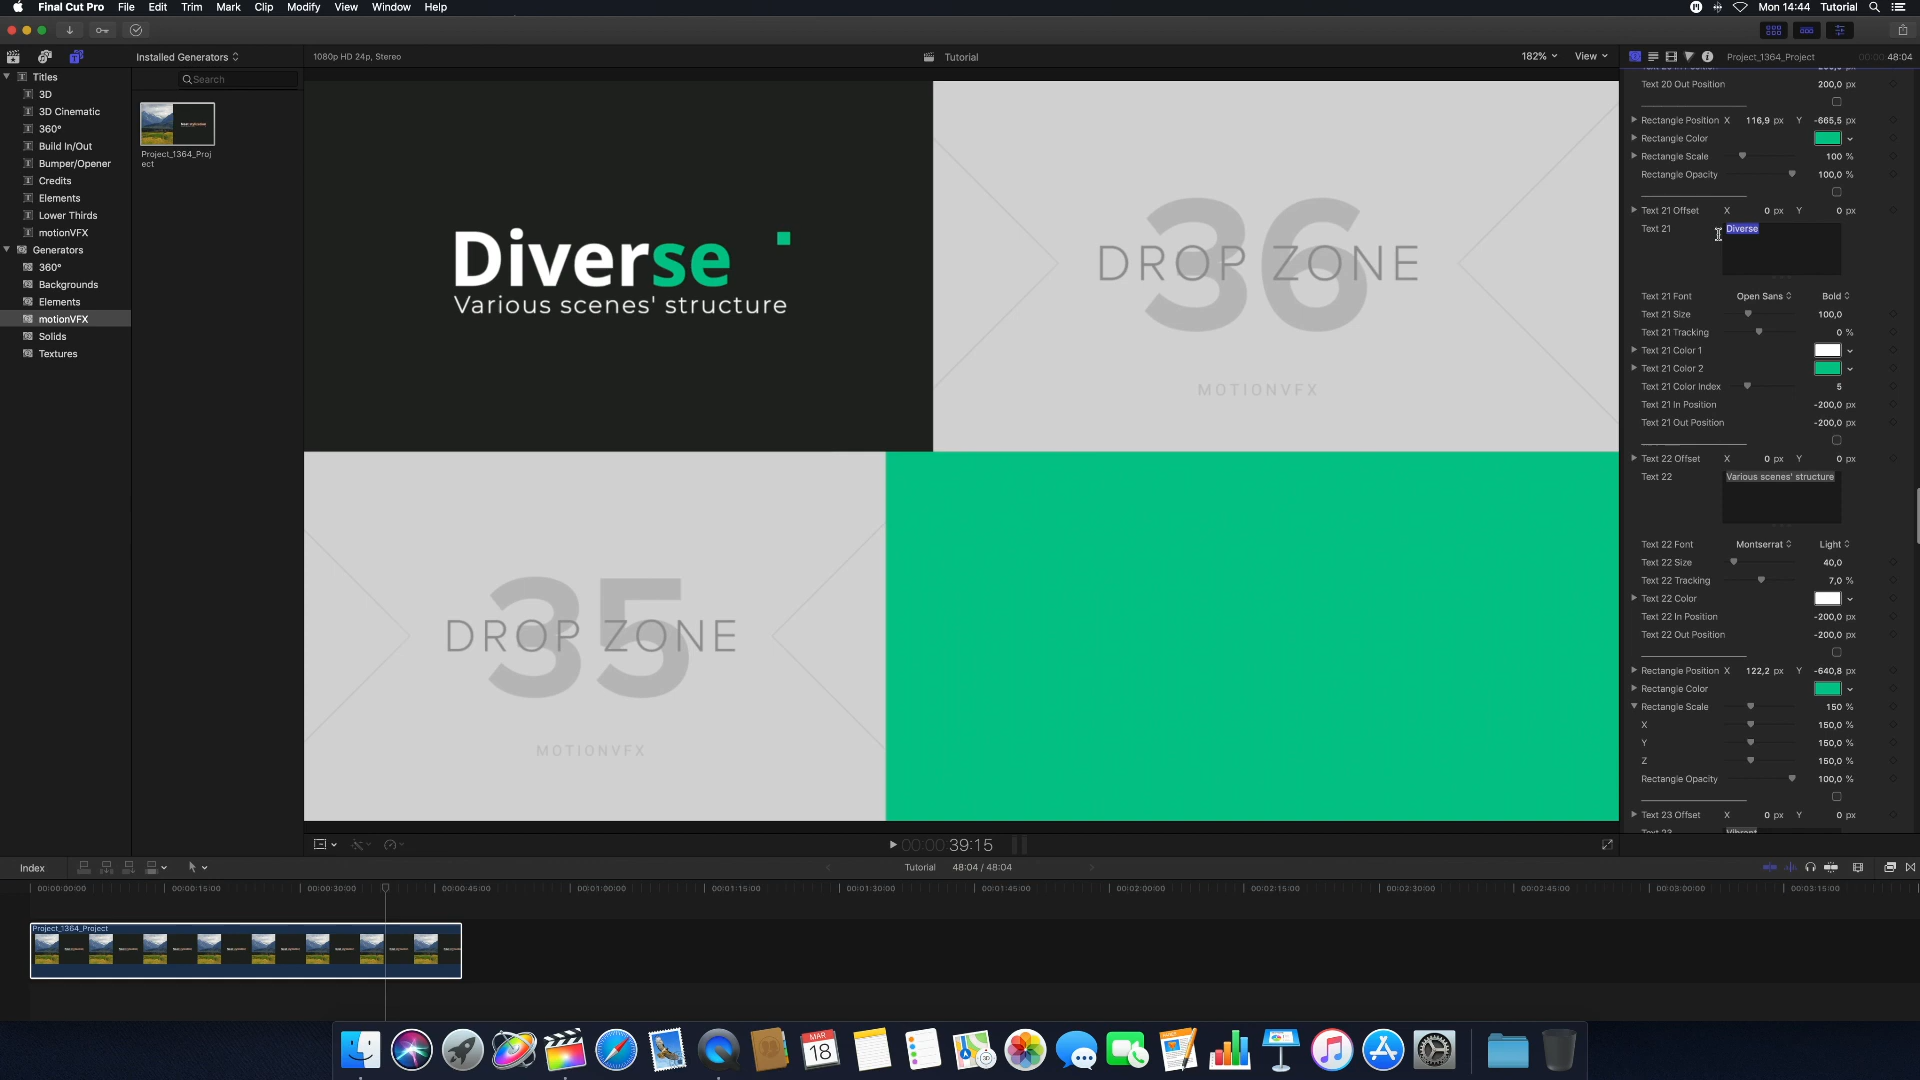 Final Cut Pro File Edit Trim Mark Clip Modify View Window Help
Mon 14:44 Tutorial
Installed Generators
1080p HD 24p, Stereo
Tutorial
182% View
Project_1364_Project
48:04
Titles
3D
3D Cinematic
360°
Build In/Out
Bumper/Opener
Credits
Elements
Lower Thirds
motionVFX
Generators
360°
Backgrounds
Elements
motionVFX
Solids
Textures
Search
Project_1364_Proj
ect
Diverse
Various scenes' structure
36
DROP ZONE
MOTIONVFX
35
DROP ZONE
MOTIONVFX
Text 20 Out Position 200,0 px
Rectangle Position X 116,9 px Y -665,5 px
Rectangle Color
Rectangle Scale 100 %
Rectangle Opacity 100,0 %
Text 21 Offset X 0 px Y 0 px
Text 21 Diverse
Text 21 Font Open Sans Bold
Text 21 Size 100,0
Text 21 Tracking 0 %
Text 21 Color 1
Text 21 Color 2
Text 21 Color Index 5
Text 21 In Position -200,0 px
Text 21 Out Position -200,0 px
Text 22 Offset X 0 px Y 0 px
Text 22 Various scenes' structure
Text 22 Font Montserrat Light
Text 22 Size 40,0
Text 22 Tracking 7,0 %
Text 22 Color
Text 22 In Position -200,0 px
Text 22 Out Position -200,0 px
Rectangle Position X 122,2 px Y -640,8 px
Rectangle Color
Rectangle Scale 150 %
X 150,0 %
Y 150,0 %
Z 150,0 %
Rectangle Opacity 100,0 %
Text 23 Offset X 0 px Y 0 px
00:00:39:15
Index
Tutorial 48:04 / 48:04
00:00:00:00 00:00:15:00 00:00:30:00 00:00:45:00 00:01:00:00 00:01:15:00 00:01:30:00 00:01:45:00 00:02:00:00 00:02:15:00 00:02:30:00 00:02:45:00 00:03:00:00 00:03:15:00
Project_1364_Project
MAR
18